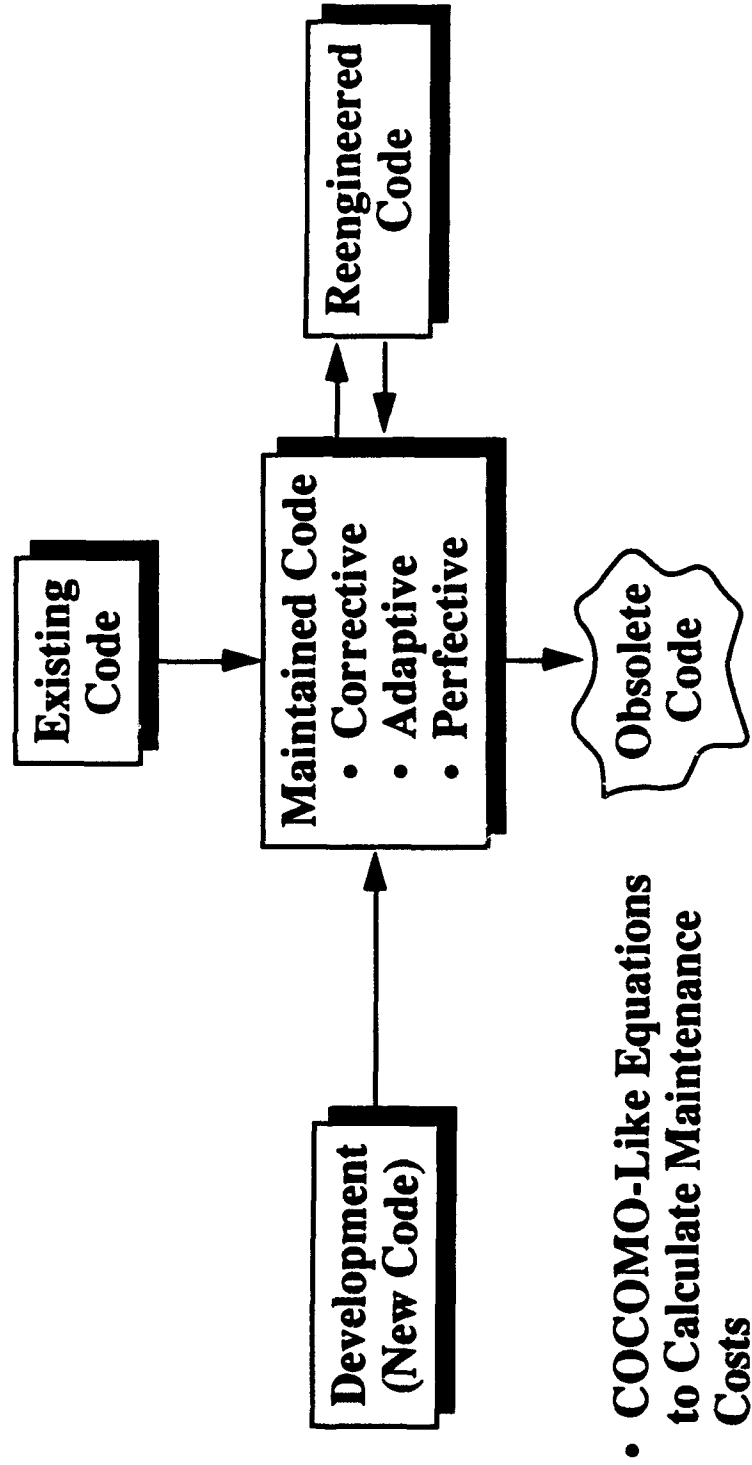 Existing
Code
Development
(New Code)
Maintained Code
• Corrective
• Adaptive
• Perfective
Reengineered
Code
Obsolete
Code
• COCOMO-Like Equations
to Calculate Maintenance
Costs